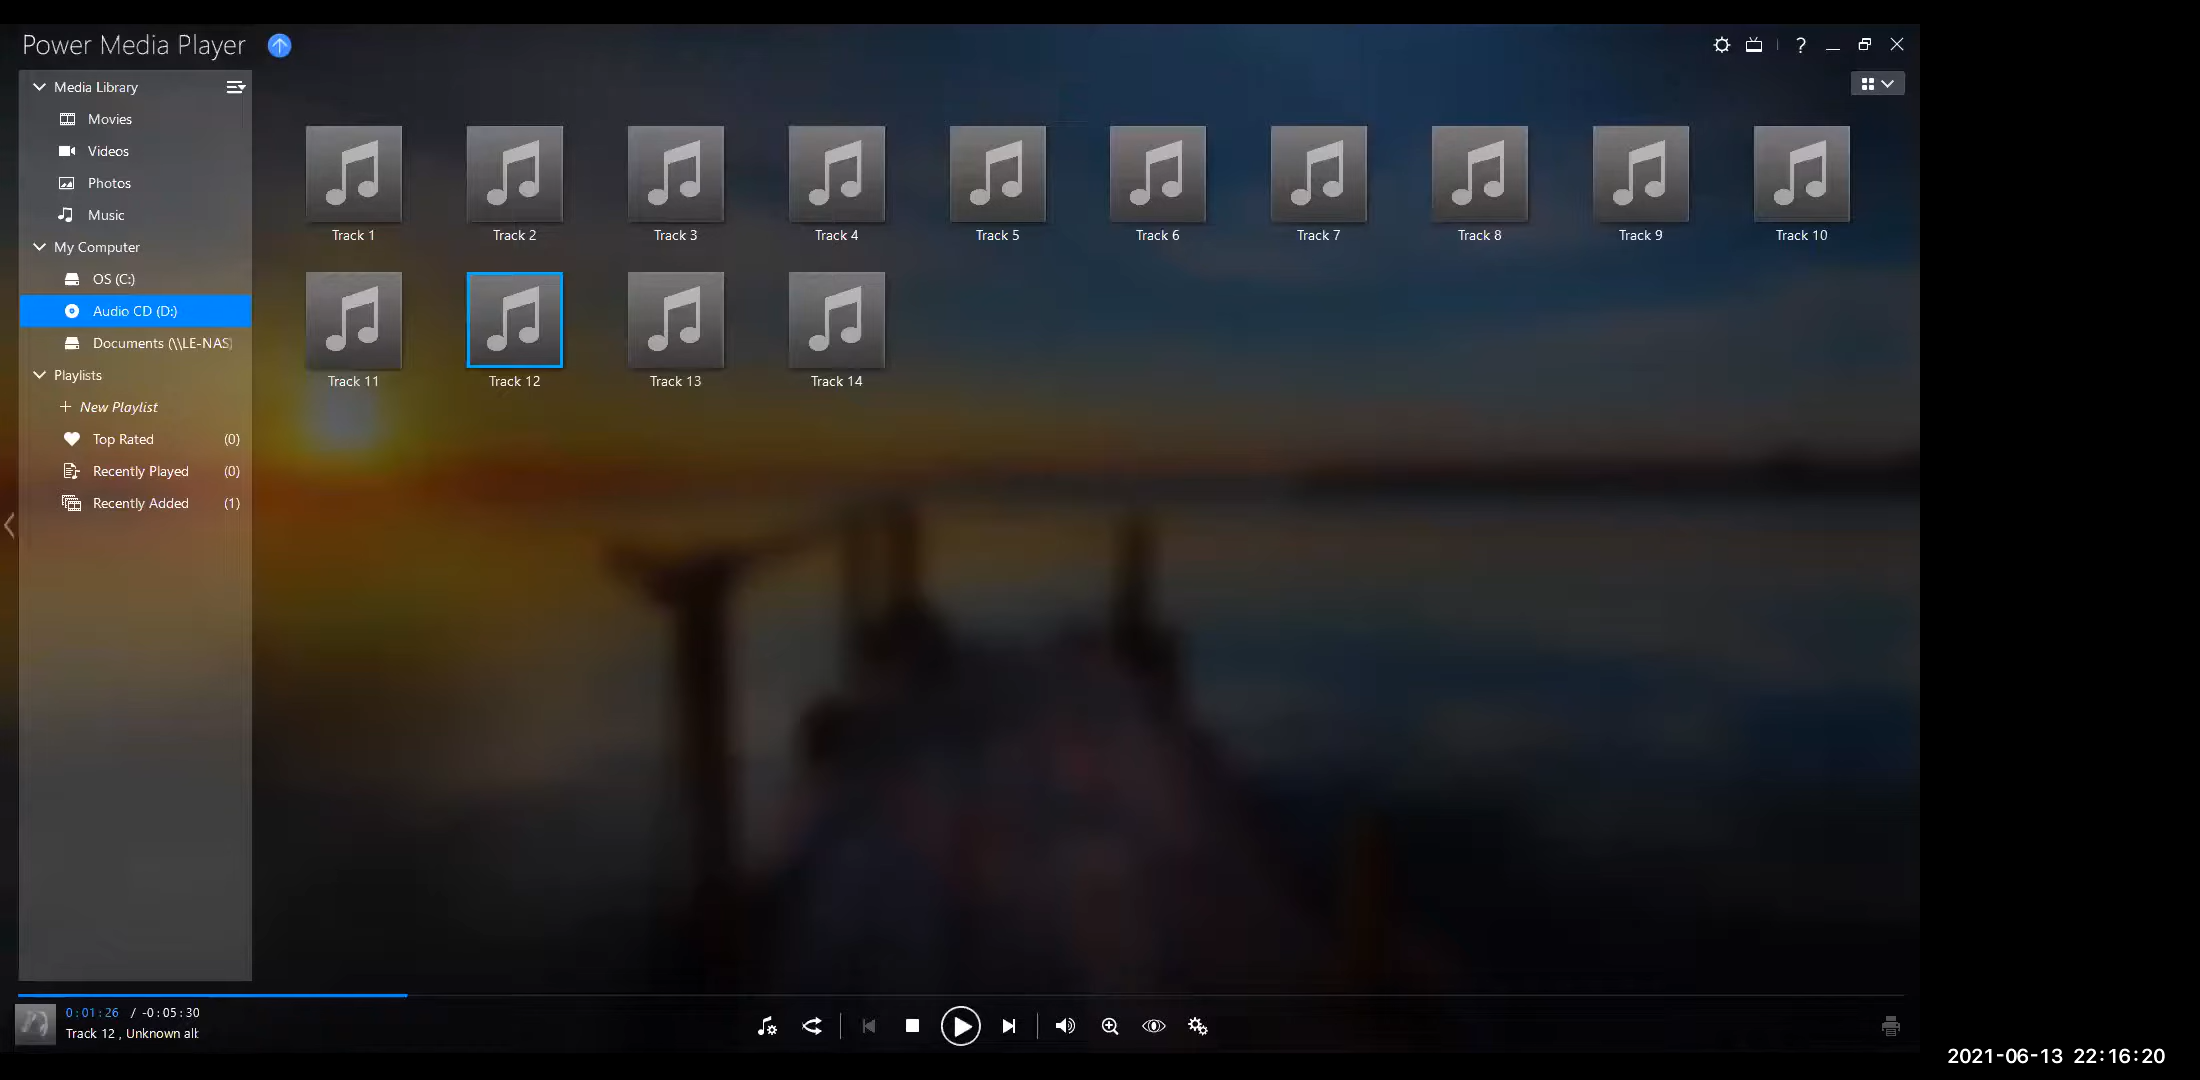 Power Media Player
Media Library
Movies
Videos
Photos
Music
My Computer
OS (C:)
Audio CD (D:)
Documents (\\LE-NAS
Playlists
New Playlist
Top Rated (0)
Recently Played (0)
Recently Added (1)
Track 1 Track 2 Track 3 Track 4 Track 5 Track 6 Track 7 Track 8 Track 9 Track 10
Track 11 Track 12 Track 13 Track 14
0:01:26 / -0:05:30
Track 12 , Unknown alb
2021-06-13 22:16:20